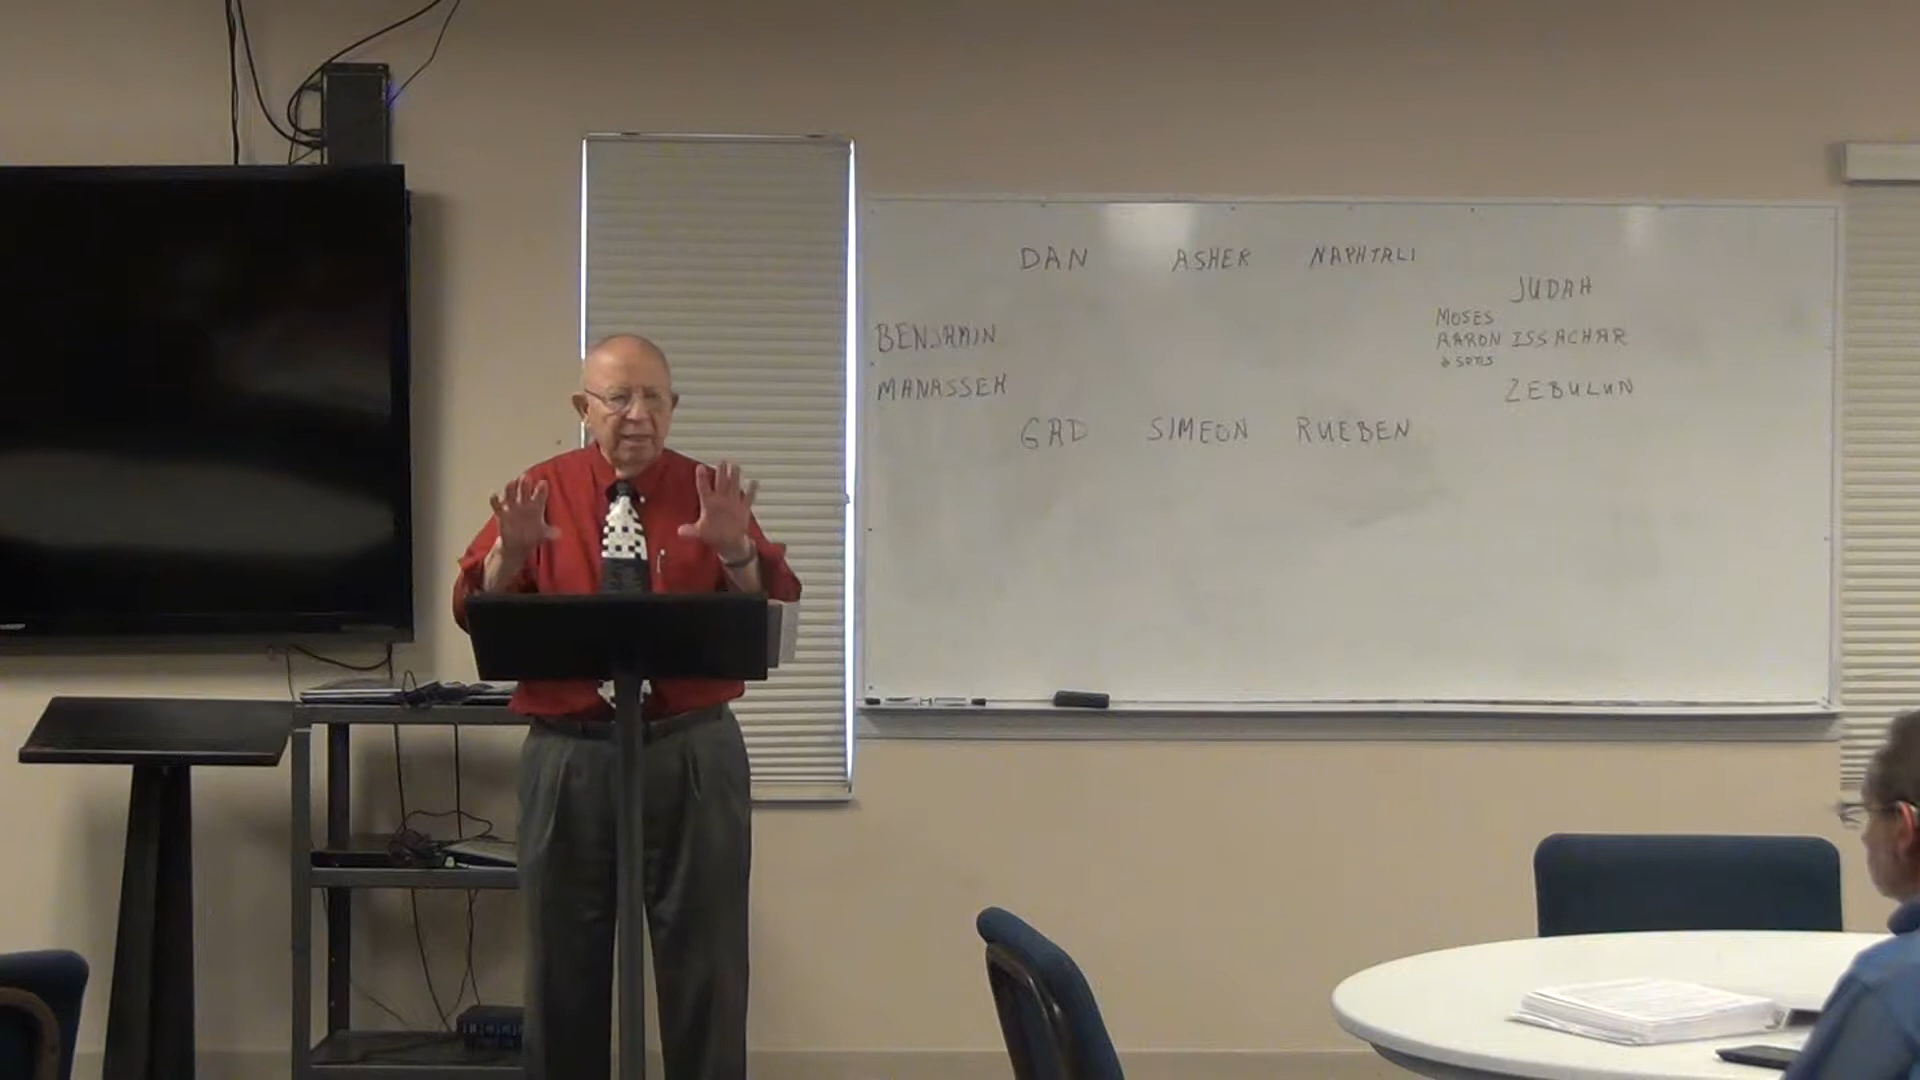 DAN ASHER NAPHTALI
JUDAH
MOSES
BENJAMIN AARON ISSACHAR
& SONS
MANASSEH ZEBULUN
GAD SIMEON RUEBEN